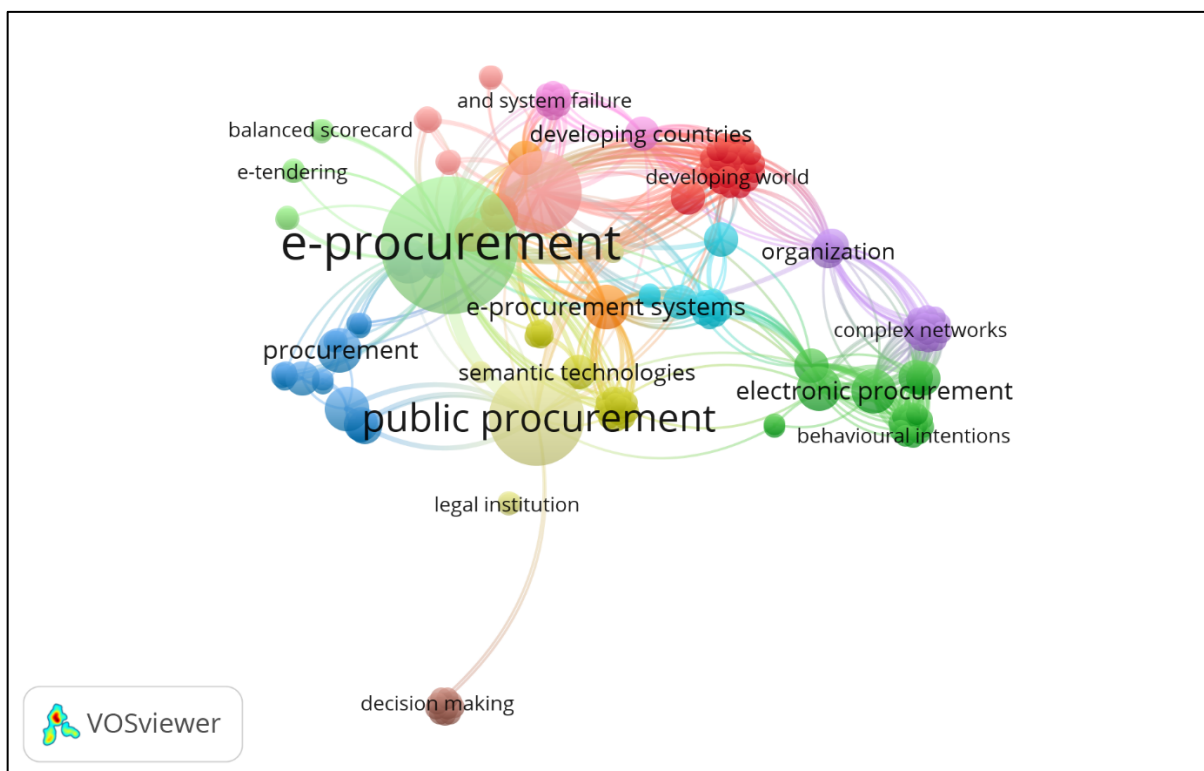 and system failure
balanced scorecard
developing countries
e-tendering
developing world
e-procurement
organization
e-procurement systems
complex networks
procurement
semantic technologies
electronic procurement
public procurement
behavioural intentions
legal institution
decision making
VOSviewer